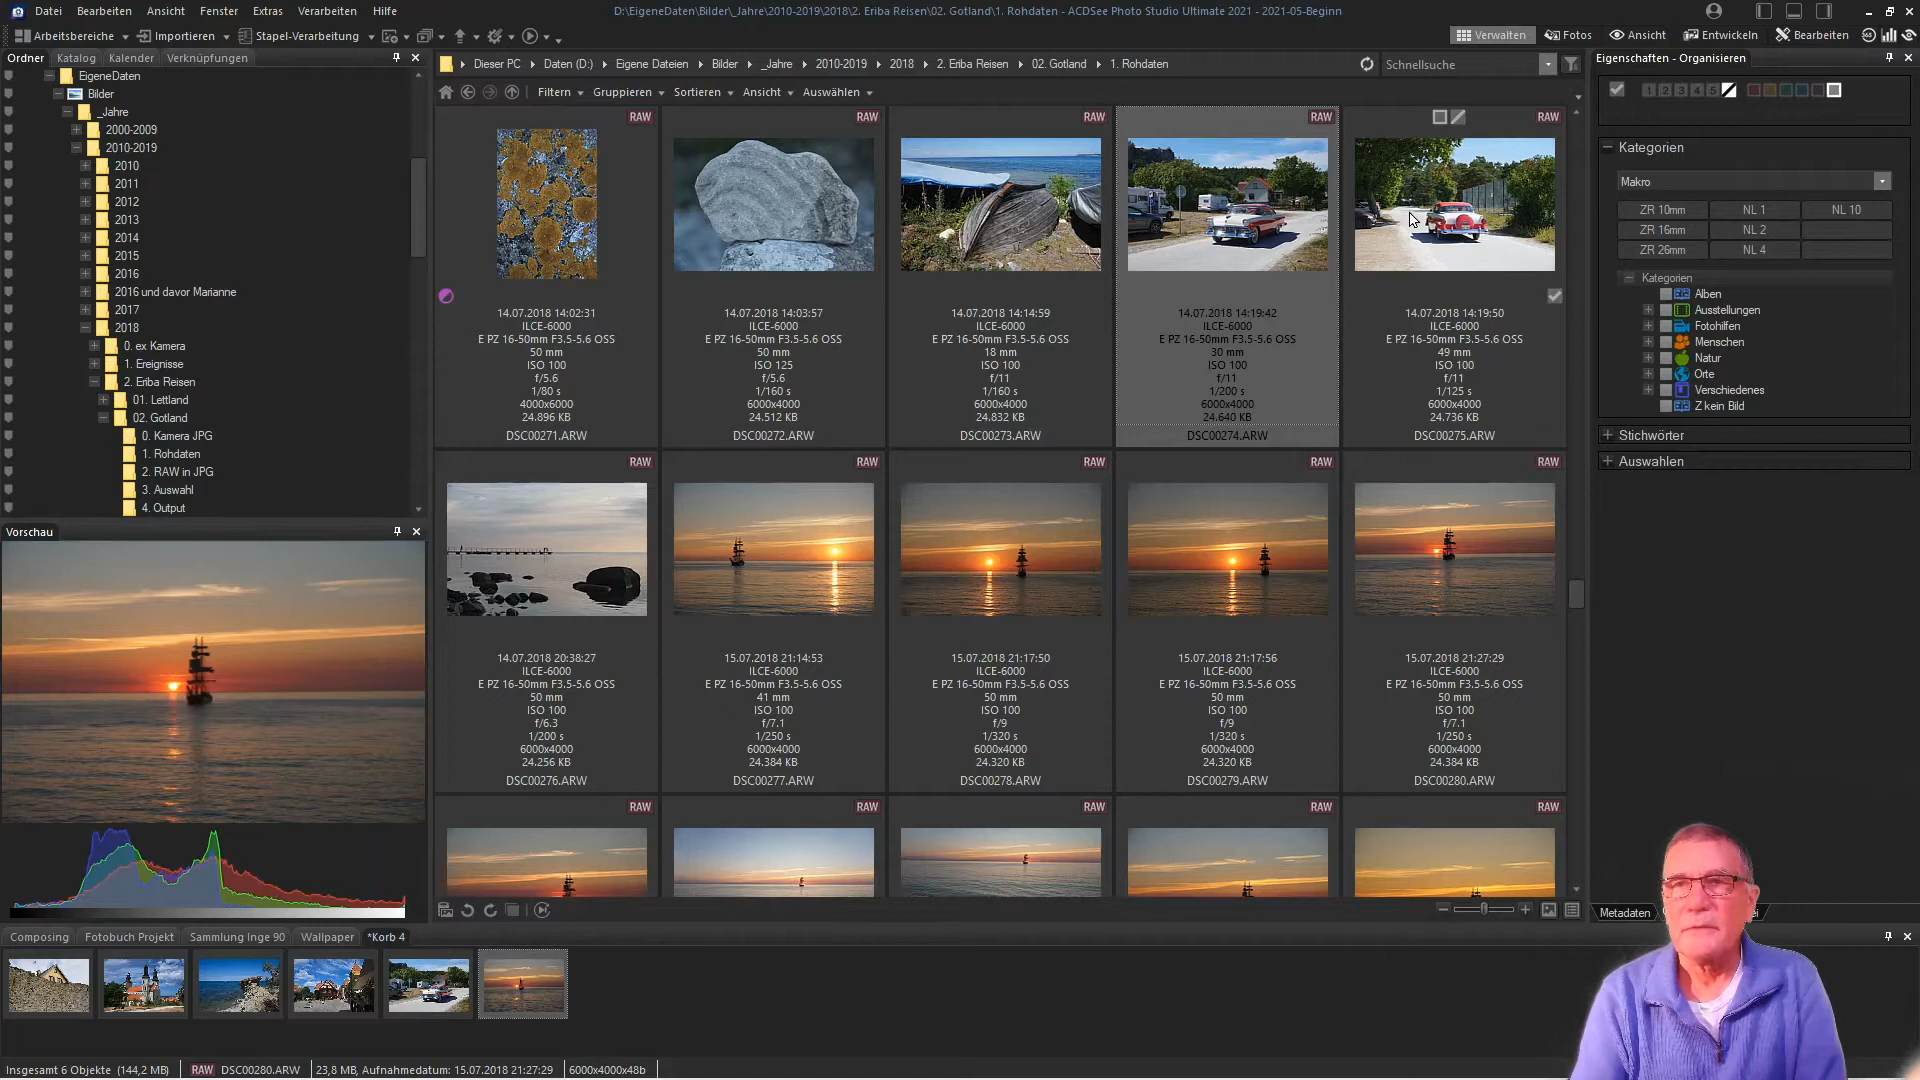 Datei Bearbeiten Ansicht Fenster Extras Verarbeiten Hilfe
D:\EigeneDaten\Bilder\_Jahre\2010-2019\2018\2. Eriba Reisen\02. Gotland\1. Rohdaten - ACDSee Photo Studio Ultimate 2021 - 2021-05-Beginn
Arbeitsbereiche Importieren Stapel-Verarbeitung
Verwalten Fotos Ansicht Entwickeln Bearbeiten 365
Ordner Katalog Kalender Verknüpfungen
EigeneDaten
Bilder
_Jahre
2000-2009
2010-2019
2010
2011
2012
2013
2014
2015
2016
2016 und davor Marianne
2017
2018
0. ex Kamera
1. Ereignisse
2. Eriba Reisen
01. Lettland
02. Gotland
0. Kamera JPG
1. Rohdaten
2. RAW in JPG
3. Auswahl
4. Output
Vorschau
Dieser PC Daten (D:) Eigene Dateien Bilder _Jahre 2010-2019 2018 2. Eriba Reisen 02. Gotland 1. Rohdaten
Schnellsuche
Filtern Gruppieren Sortieren Ansicht Auswählen
RAW RAW RAW RAW RAW
14.07.2018 14:02:31
ILCE-6000
E PZ 16-50mm F3.5-5.6 OSS
50 mm
ISO 100
f/5.6
1/80 s
4000x6000
24.896 KB
DSC00271.ARW
14.07.2018 14:03:57
ILCE-6000
E PZ 16-50mm F3.5-5.6 OSS
50 mm
ISO 125
f/5.6
1/160 s
6000x4000
24.512 KB
DSC00272.ARW
14.07.2018 14:14:59
ILCE-6000
E PZ 16-50mm F3.5-5.6 OSS
18 mm
ISO 100
f/11
1/160 s
6000x4000
24.832 KB
DSC00273.ARW
14.07.2018 14:19:42
ILCE-6000
E PZ 16-50mm F3.5-5.6 OSS
30 mm
ISO 100
f/11
1/200 s
6000x4000
24.640 KB
DSC00274.ARW
14.07.2018 14:19:50
ILCE-6000
E PZ 16-50mm F3.5-5.6 OSS
49 mm
ISO 100
f/11
1/125 s
6000x4000
24.736 KB
DSC00275.ARW
RAW RAW RAW RAW RAW
14.07.2018 20:38:27
ILCE-6000
E PZ 16-50mm F3.5-5.6 OSS
50 mm
ISO 100
f/6.3
1/200 s
6000x4000
24.256 KB
DSC00276.ARW
15.07.2018 21:14:53
ILCE-6000
E PZ 16-50mm F3.5-5.6 OSS
41 mm
ISO 100
f/7.1
1/250 s
6000x4000
24.384 KB
DSC00277.ARW
15.07.2018 21:17:50
ILCE-6000
E PZ 16-50mm F3.5-5.6 OSS
50 mm
ISO 100
f/9
1/320 s
6000x4000
24.320 KB
DSC00278.ARW
15.07.2018 21:17:56
ILCE-6000
E PZ 16-50mm F3.5-5.6 OSS
50 mm
ISO 100
f/9
1/320 s
6000x4000
24.320 KB
DSC00279.ARW
15.07.2018 21:27:29
ILCE-6000
E PZ 16-50mm F3.5-5.6 OSS
50 mm
ISO 100
f/7.1
1/250 s
6000x4000
24.384 KB
DSC00280.ARW
RAW RAW RAW RAW RAW
Eigenschaften - Organisieren
1 2 3 4 5
Kategorien
Makro
ZR 10mm NL 1 NL 10
ZR 16mm NL 2
ZR 26mm NL 4
Kategorien
Alben
Ausstellungen
Fotohilfen
Menschen
Natur
Orte
Verschiedenes
Z kein Bild
Stichwörter
Auswahlen
Metadaten
Composing Fotobuch Projekt Sammlung Inge 90 Wallpaper *Korb 4
Insgesamt 6 Objekte (144,2 MB) RAW DSC00280.ARW 23,8 MB, Aufnahmedatum: 15.07.2018 21:27:29 6000x4000x48b